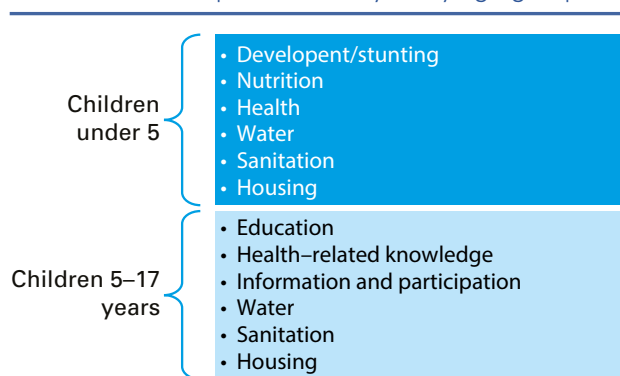 Children
under 5
• Developent/stunting
• Nutrition
• Health
• Water
• Sanitation
• Housing
Children 5–17
years
• Education
• Health–related knowledge
• Information and participation
• Water
• Sanitation
• Housing